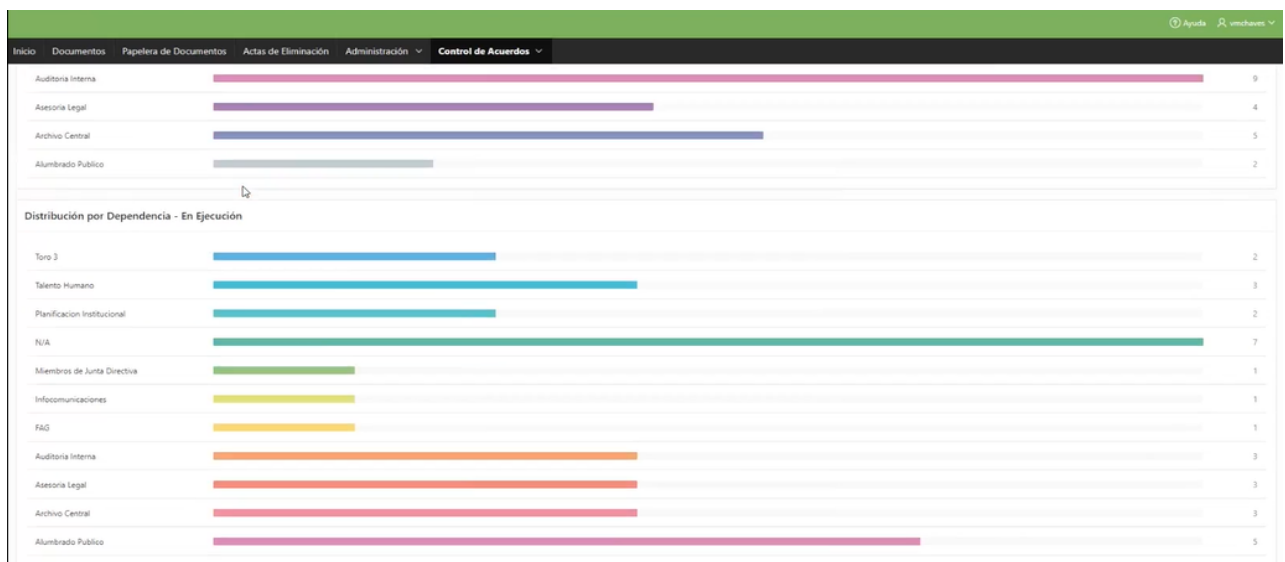 Ayuda vmchaves
Inicio Documentos Papelera de Documentos Actas de Eliminación Administración Control de Acuerdos
Auditoria Interna 9
Asesoria Legal 4
Archivo Central 5
Alumbrado Publico 2
Distribución por Dependencia - En Ejecución
Toro 3 2
Talento Humano 3
Planificacion Institucional 2
N/A 7
Miembros de Junta Directiva 1
Infocomunicaciones 1
FAG 1
Auditoria Interna 3
Asesoria Legal 3
Archivo Central 3
Alumbrado Publico 5